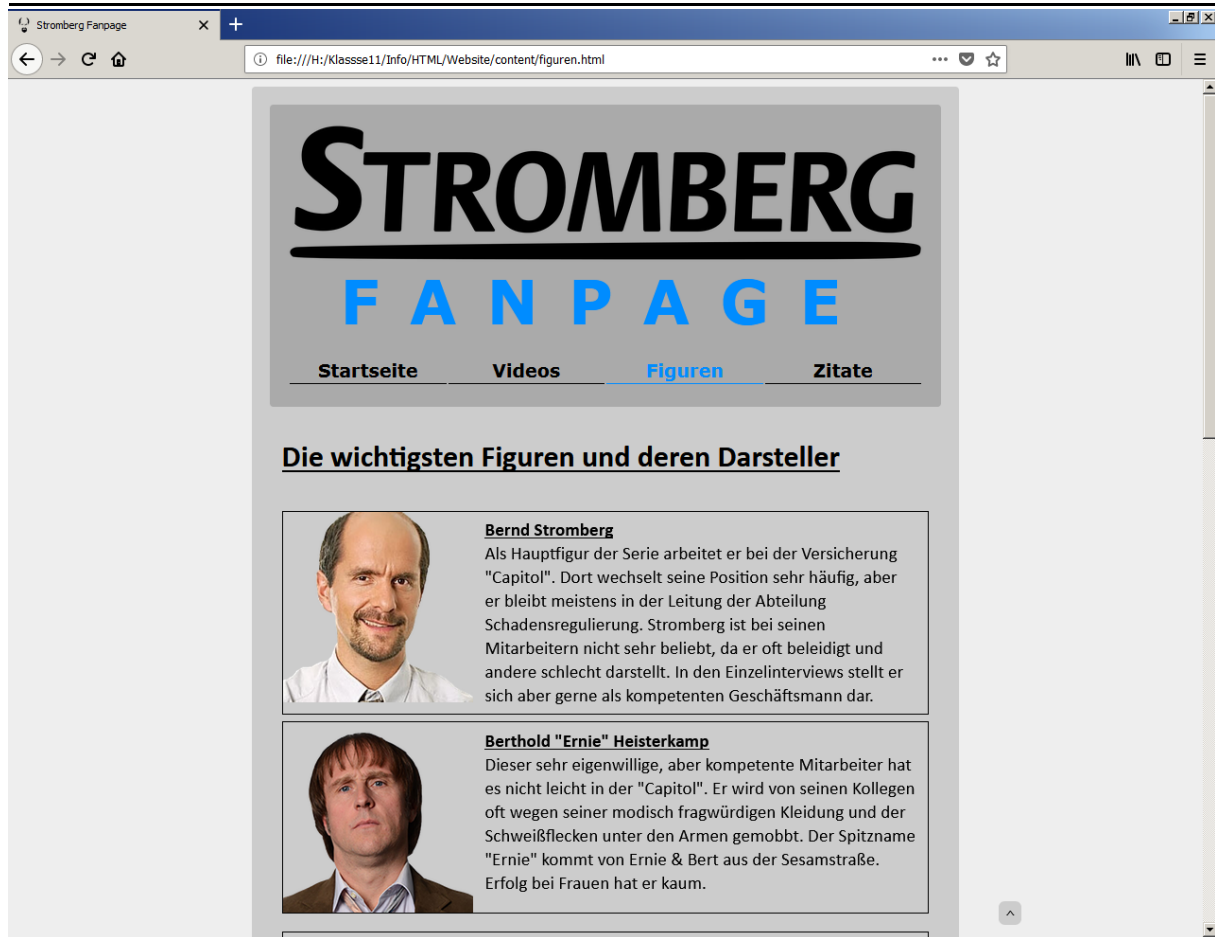 Stromberg Fanpage
file:///H:/Klassse11/Info/HTML/Website/content/figuren.html
STROMBERG
FANPAGE
Startseite Videos Figuren Zitate
Die wichtigsten Figuren und deren Darsteller
Bernd Stromberg
Als Hauptfigur der Serie arbeitet er bei der Versicherung
"Capitol". Dort wechselt seine Position sehr häufig, aber
er bleibt meistens in der Leitung der Abteilung
Schadensregulierung. Stromberg ist bei seinen
Mitarbeitern nicht sehr beliebt, da er oft beleidigt und
andere schlecht darstellt. In den Einzelinterviews stellt er
sich aber gerne als kompetenten Geschäftsmann dar.
Berthold "Ernie" Heisterkamp
Dieser sehr eigenwillige, aber kompetente Mitarbeiter hat
es nicht leicht in der "Capitol". Er wird von seinen Kollegen
oft wegen seiner modisch fragwürdigen Kleidung und der
Schweißflecken unter den Armen gemobbt. Der Spitzname
"Ernie" kommt von Ernie & Bert aus der Sesamstraße.
Erfolg bei Frauen hat er kaum.